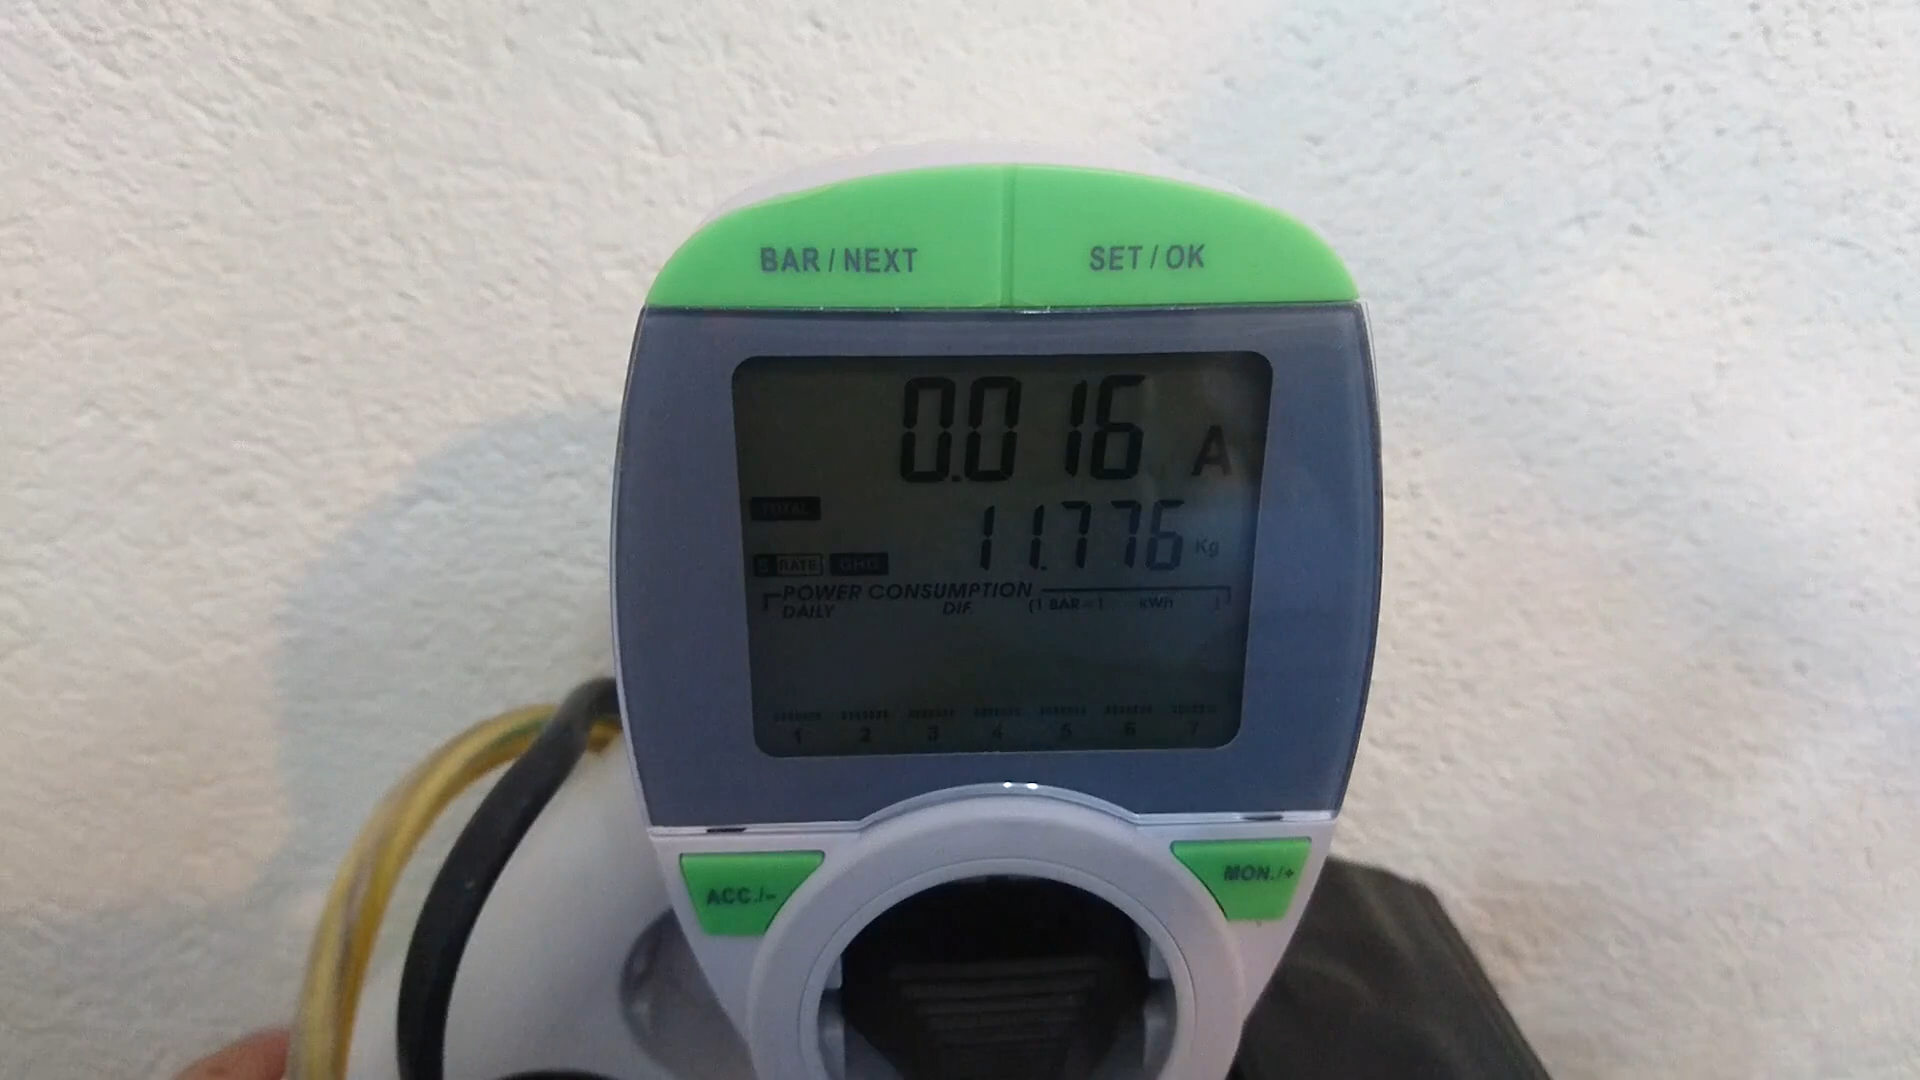 BAR / NEXT SET / OK
0.016 A
TOTAL
11.776 Kg
RATE GHG
POWER CONSUMPTION
DAILY DIF. (1 BAR = 1 kWh )
1 2 3 4 5 6 7
ACC./- MON./+